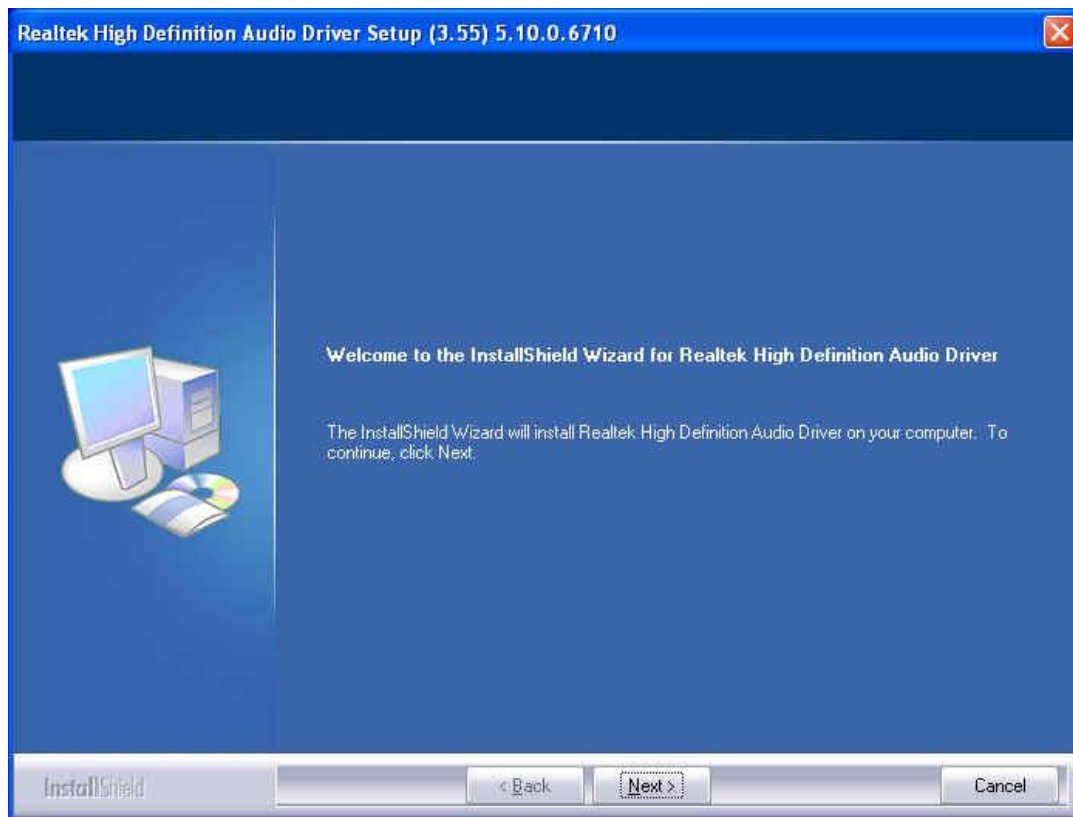 Realtek High Definition Audio Driver Setup (3.55) 5.10.0.6710
Welcome to the InstallShield Wizard for Realtek High Definition Audio Driver
The InstallShield Wizard will install Realtek High Definition Audio Driver on your computer. To
continue, click Next.
InstallShield
< Back
Next >
Cancel